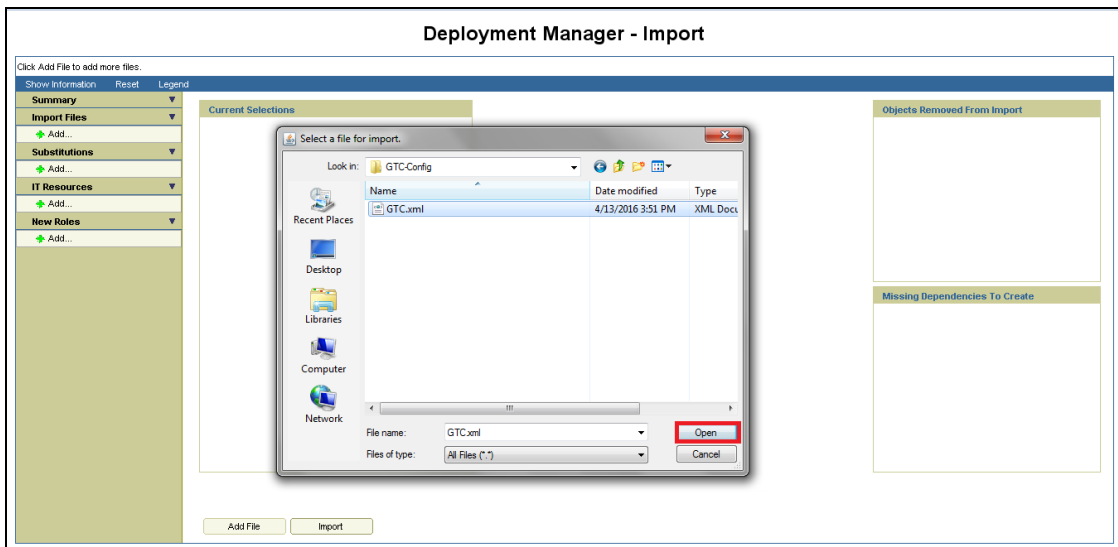 Deployment Manager - Import
Click Add File to add more files.
Show Information Reset Legend
Summary
Import Files
Add...
Substitutions
Add...
IT Resources
Add...
New Roles
Add...
Current Selections
Objects Removed From Import
Missing Dependencies To Create
Select a file for import.
Look in: GTC-Config
Name Date modified Type
GTC.xml 4/13/2016 3:51 PM XML Docu
Recent Places
Desktop
Libraries
Computer
Network
File name: GTC.xml Open
Files of type: All Files (*.*) Cancel
Add File Import